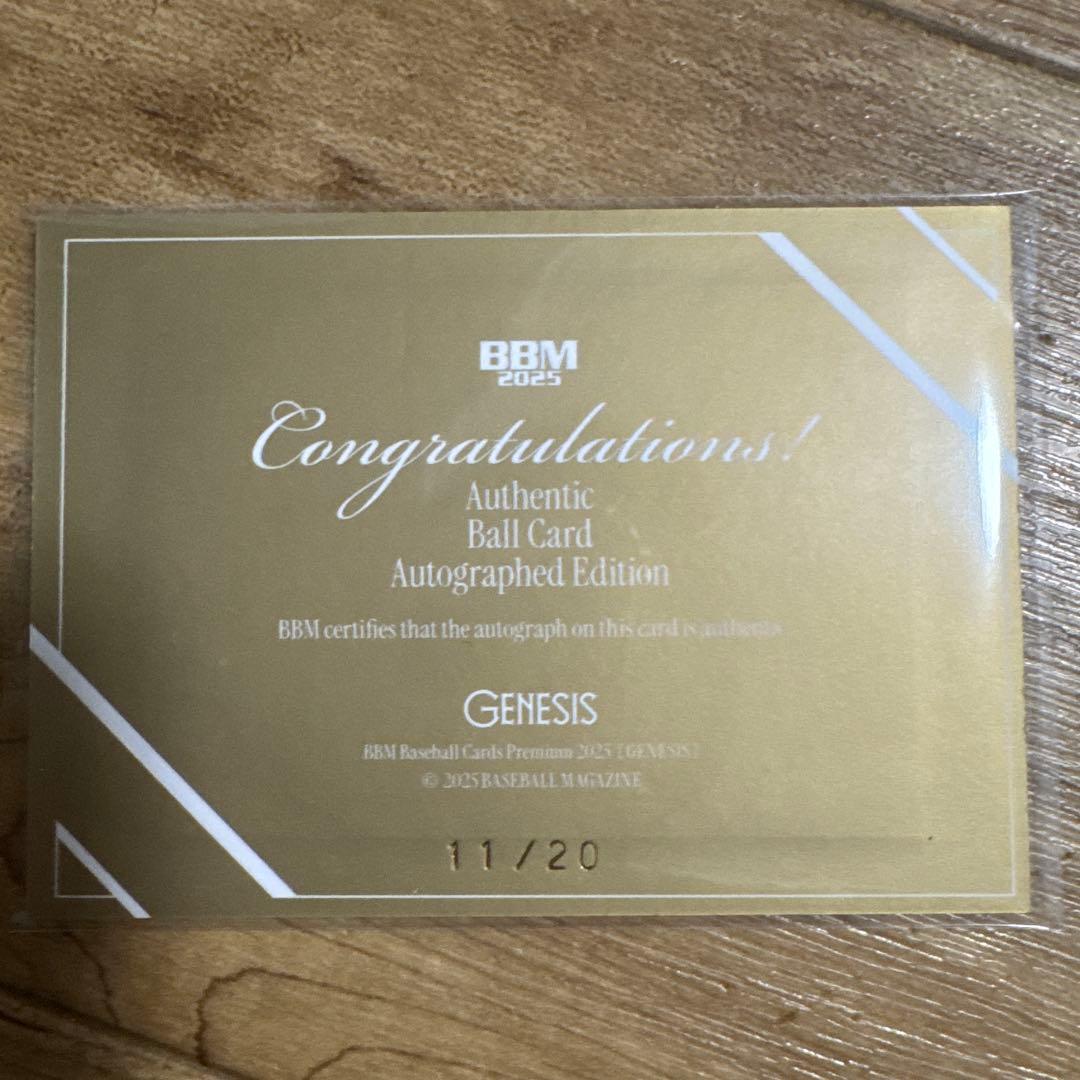 BBM
2025
Congratulations!
Authentic
Ball Card
Autographed Edition
BBM certifies that the autograph on this card is authentic
GENESIS
BBM Baseball Cards Premium 2025 [GENESIS]
© 2025 BASEBALL MAGAZINE
11/20